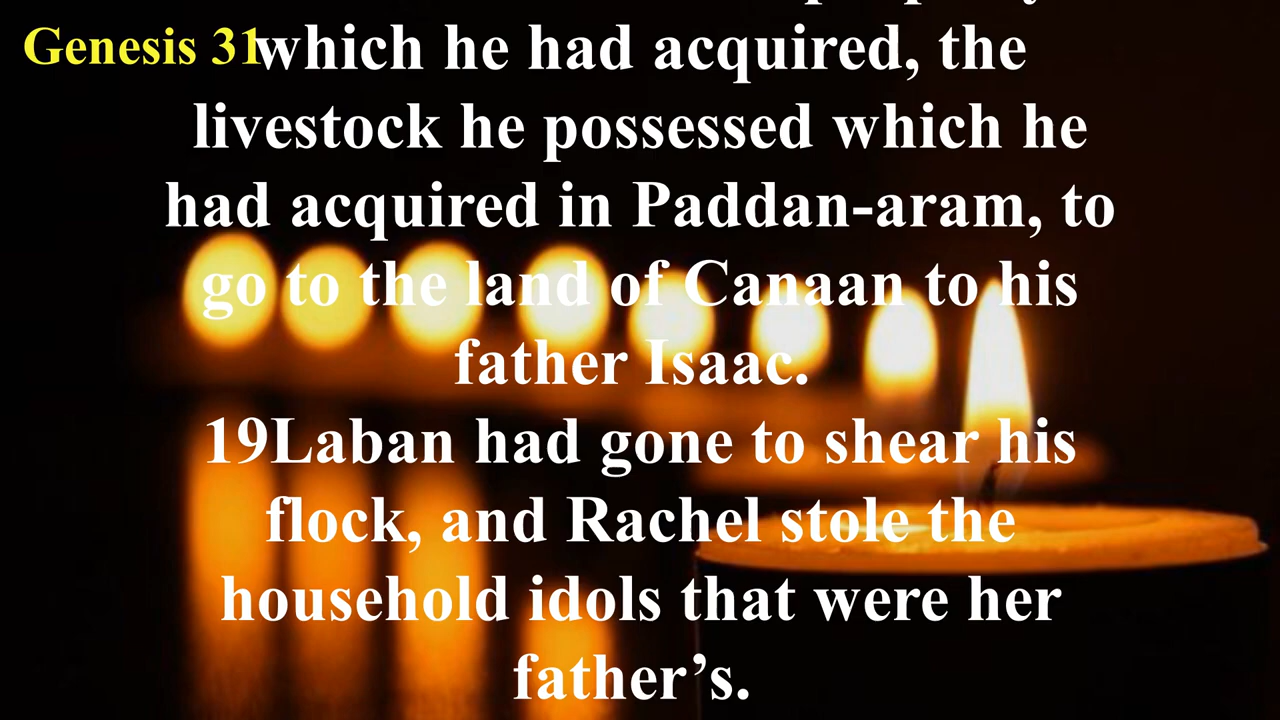 Genesis 31
which he had acquired, the
livestock he possessed which he
had acquired in Paddan-aram, to
go to the land of Canaan to his
father Isaac.
19Laban had gone to shear his
flock, and Rachel stole the
household idols that were her
father’s.